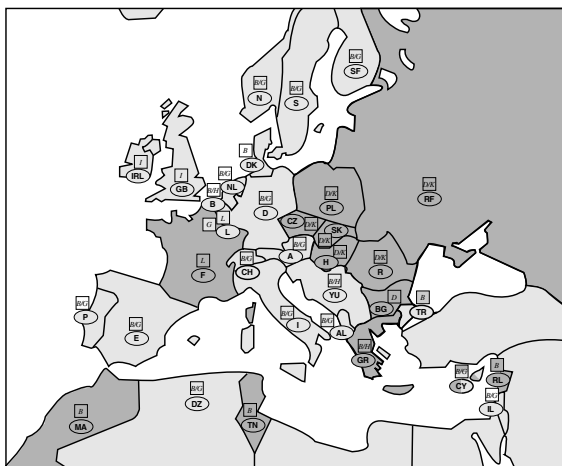 B/G
SF
B/G
N
B/G
S
B
DK
I
IRL
I
GB
B/G
NL
B/H
B
B/G
D
D/K
PL
D/K
RF
G
L
L
CZ
D/K
SK
L
F
B/G
CH
B/G
A
D/K
D/K
H
D/K
R
B/H
YU
D
BG
B
TR
B/G
P
B/G
E
B/G
I
B/G
AL
B/H
GR
B/G
CY
B
RL
B/G
IL
B
MA
B/G
DZ
B
TN